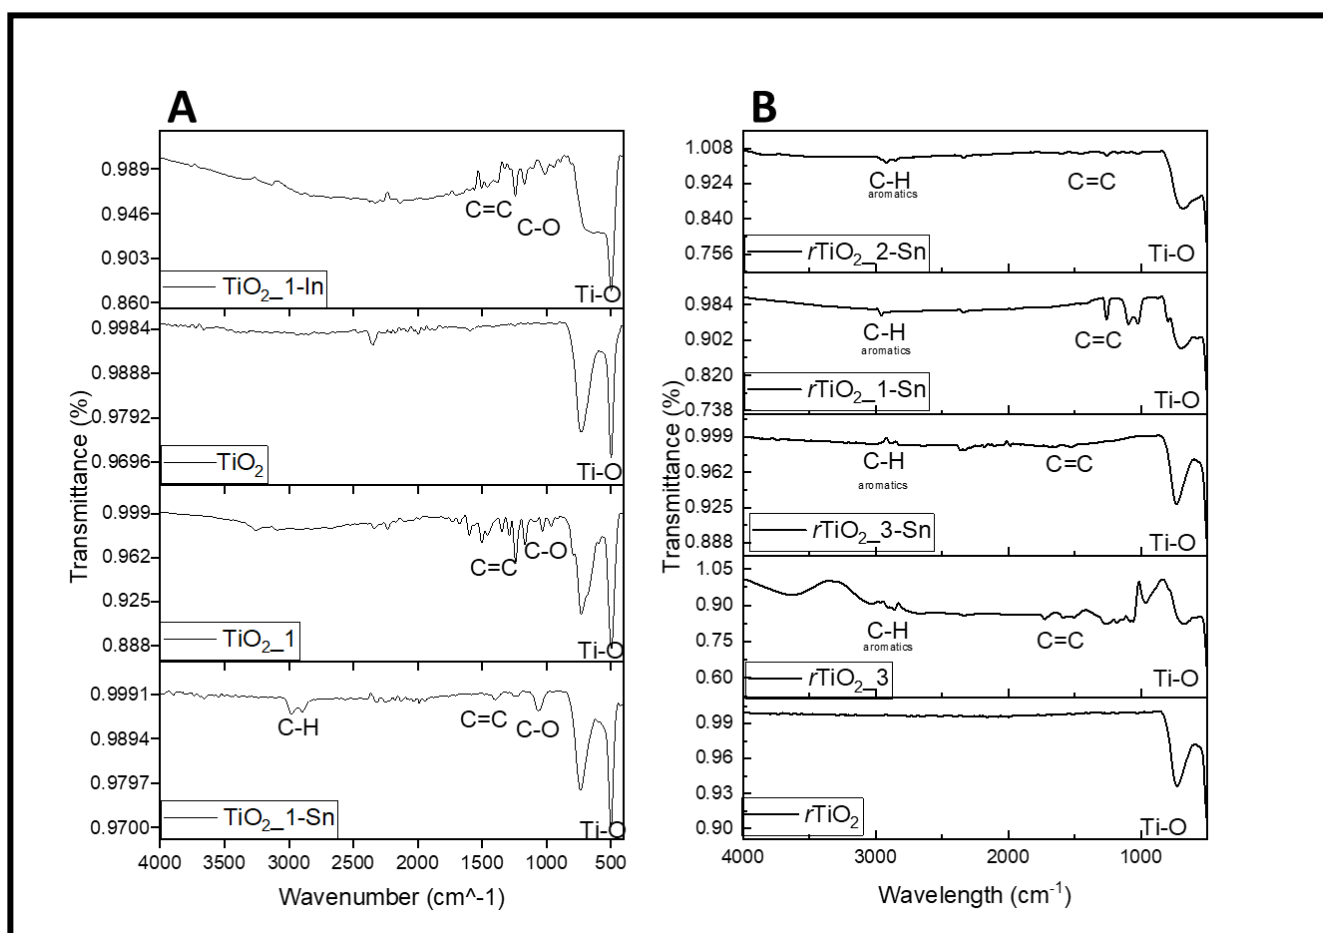 A
Transmittance (%)
0.989
0.946
0.903
0.860
C=C
C-O
TiO₂_1-In
Ti-O
0.9984
0.9888
0.9792
0.9696
TiO₂
Ti-O
0.999
0.962
0.925
0.888
C=C
C-O
TiO₂_1
Ti-O
0.9991
0.9894
0.9797
0.9700
C-H
C=C
C-O
TiO₂_1-Sn
Ti-O
4000 3000 2000 1500 1000 500
Wavenumber (cm^-1)
B
Transmittance (%)
1.008
0.924
0.840
0.756
C-H
aromatics
C=C
rTiO₂_2-Sn
Ti-O
0.984
0.902
0.820
0.738
C-H
aromatics
C=C
rTiO₂_1-Sn
Ti-O
0.999
0.962
0.925
0.888
C-H
aromatics
C=C
rTiO₂_3-Sn
Ti-O
1.05
0.90
0.75
0.60
C-H
aromatics
C=C
rTiO₂_3
Ti-O
0.99
0.96
0.93
0.90
rTiO₂
Ti-O
4000 3000 2000 1000
Wavelength (cm⁻¹)